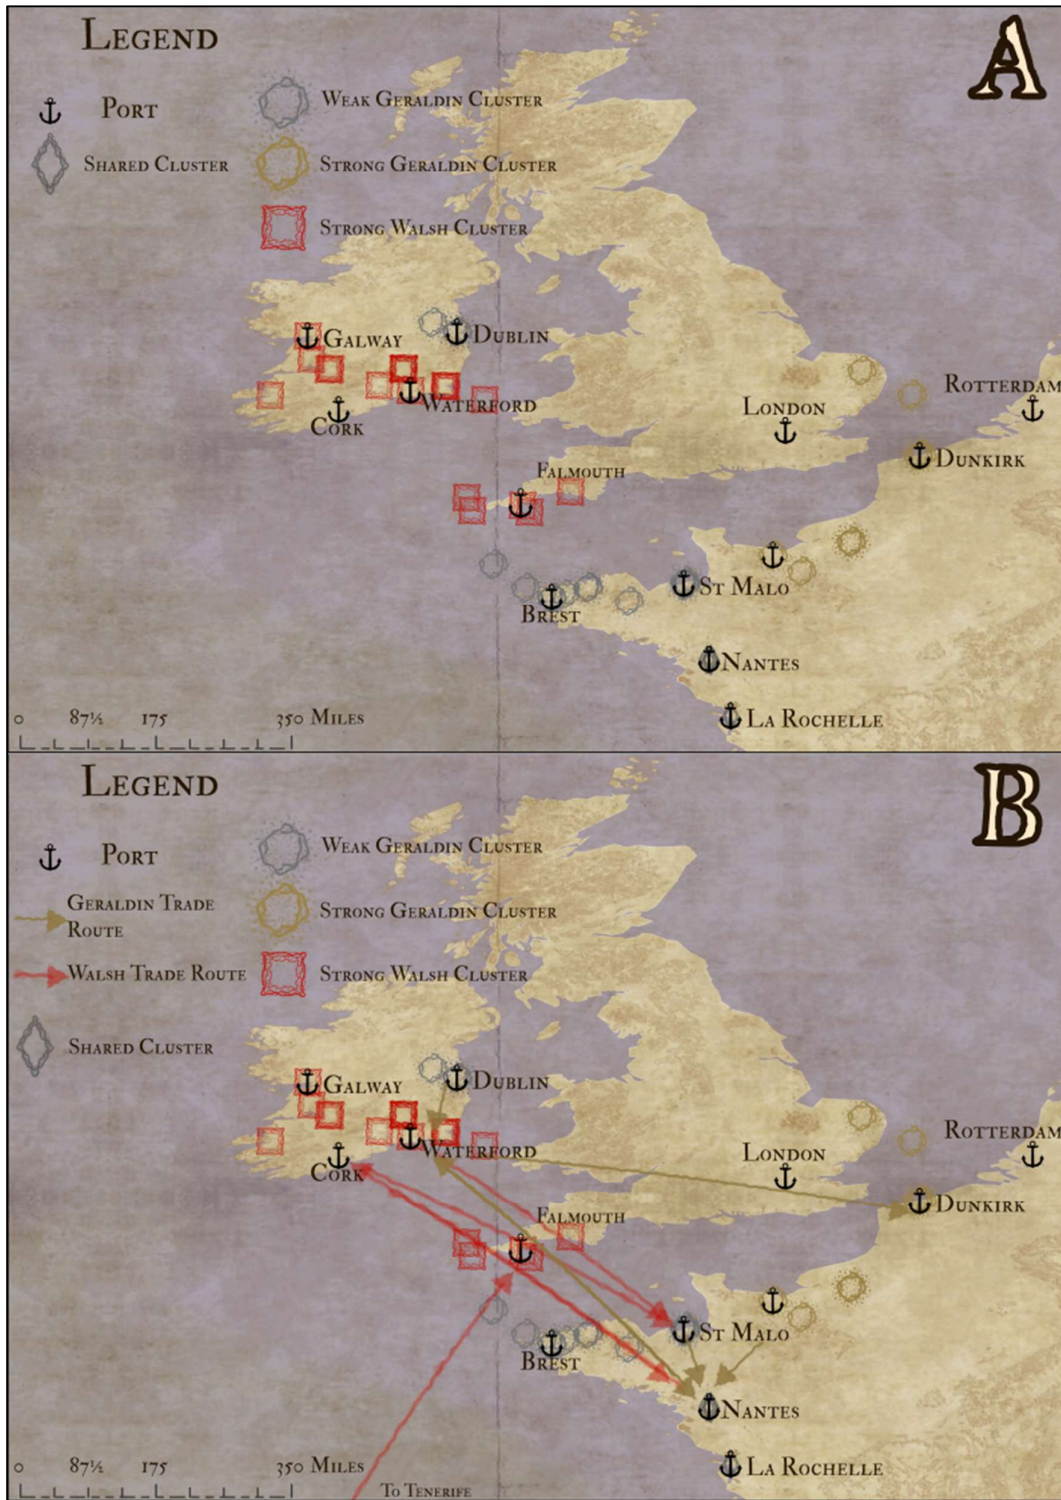 Legend
A
Port
Weak Geraldin Cluster
Shared Cluster
Strong Geraldin Cluster
Strong Walsh Cluster
Galway
Dublin
Waterford
Cork
London
Rotterdam
Dunkirk
Falmouth
St Malo
Brest
Nantes
La Rochelle
0 87½ 175 350 Miles
Legend
B
Port
Weak Geraldin Cluster
Geraldin Trade
Route
Strong Geraldin Cluster
Walsh Trade Route
Strong Walsh Cluster
Shared Cluster
Galway
Dublin
Waterford
Cork
London
Rotterdam
Dunkirk
Falmouth
St Malo
Brest
Nantes
La Rochelle
0 87½ 175 350 Miles
To Tenerife